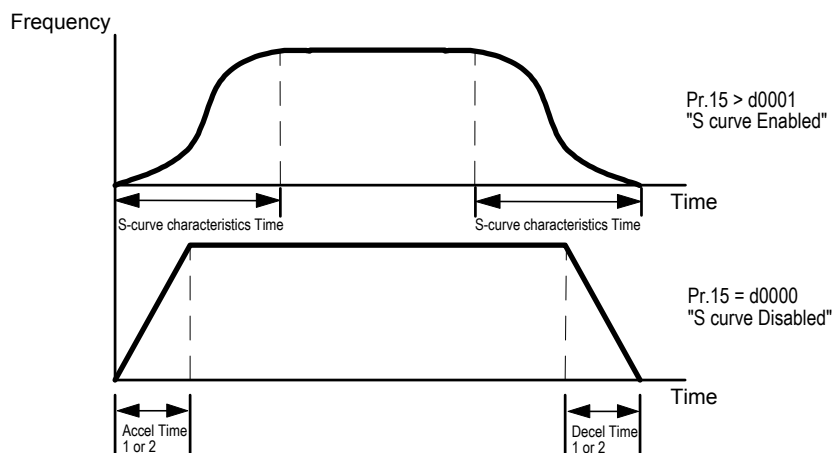 Frequency
Pr.15 > d0001
"S curve Enabled"
Time
S-curve characteristics Time
S-curve characteristics Time
Pr.15 = d0000
"S curve Disabled"
Time
Accel Time
1 or 2
Decel Time
1 or 2